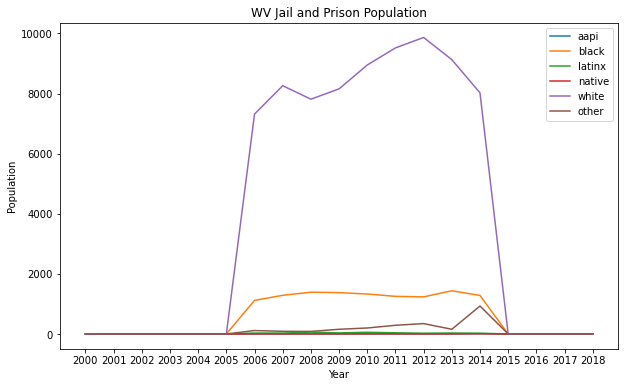 WV Jail and Prison Population
10000
8000
6000
4000
2000
0
Population
aapi
black
latinx
native
white
other
2000 2001 2002 2003 2004 2005 2006 2007 2008 2009 2010 2011 2012 2013 2014 2015 2016 2017 2018
Year